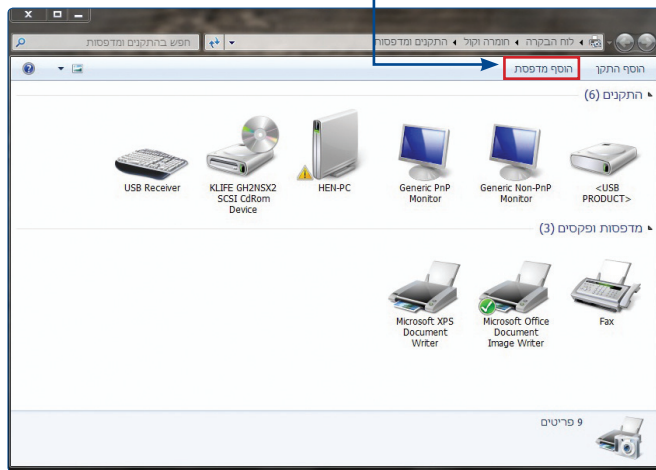 לוח הבקרה ◂ חומרה וקול ◂ התקנים ומדפסות
חפש בהתקנים ומדפסות
הוסף התקן
הוסף מדפסת
התקנים (6)
<USB PRODUCT>
Generic Non-PnP Monitor
Generic PnP Monitor
HEN-PC
KLIFE GH2NSX2 SCSI CdRom Device
USB Receiver
מדפסות ופקסים (3)
Fax
Microsoft Office Document Image Writer
Microsoft XPS Document Writer
9 פריטים